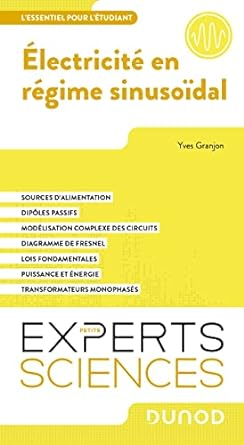 L'ESSENTIEL POUR L'ÉTUDIANT
Électricité en
régime sinusoïdal
Yves Granjon
SOURCES D'ALIMENTATION
DIPÔLES PASSIFS
MODÉLISATION COMPLEXE DES CIRCUITS
DIAGRAMME DE FRESNEL
LOIS FONDAMENTALES
PUISSANCE ET ÉNERGIE
TRANSFORMATEURS MONOPHASÉS
PETITS
EXPERTS
SCIENCES
DUNOD